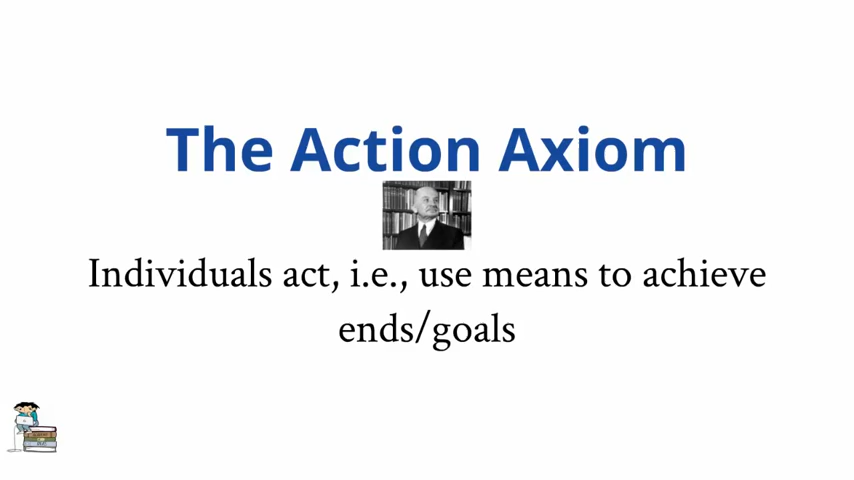 The Action Axiom
Individuals act, i.e., use means to achieve
ends/goals